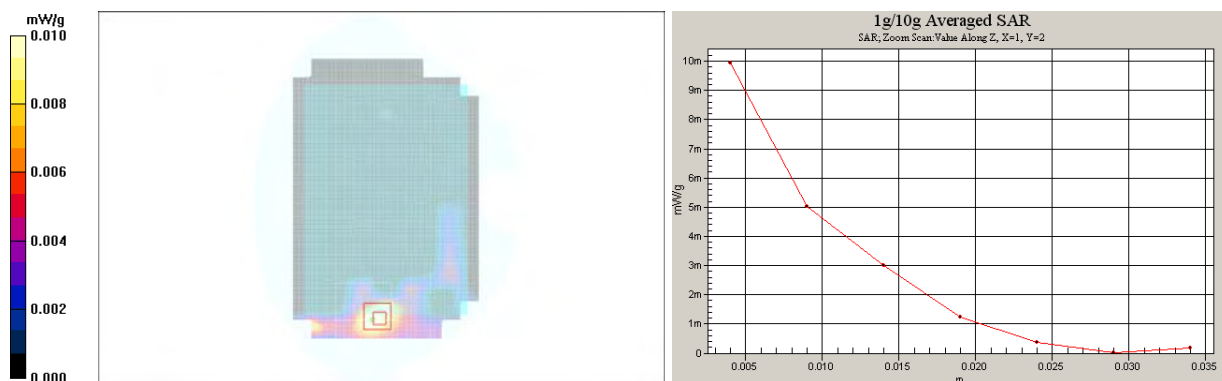 mW/g
0.010
0.008
0.006
0.004
0.002
0.000
1g/10g Averaged SAR
SAR; Zoom Scan:Value Along Z, X=1, Y=2
10m
9m
8m
7m
6m
5m
4m
3m
2m
1m
0
mW/g
0.005 0.010 0.015 0.020 0.025 0.030 0.035
m